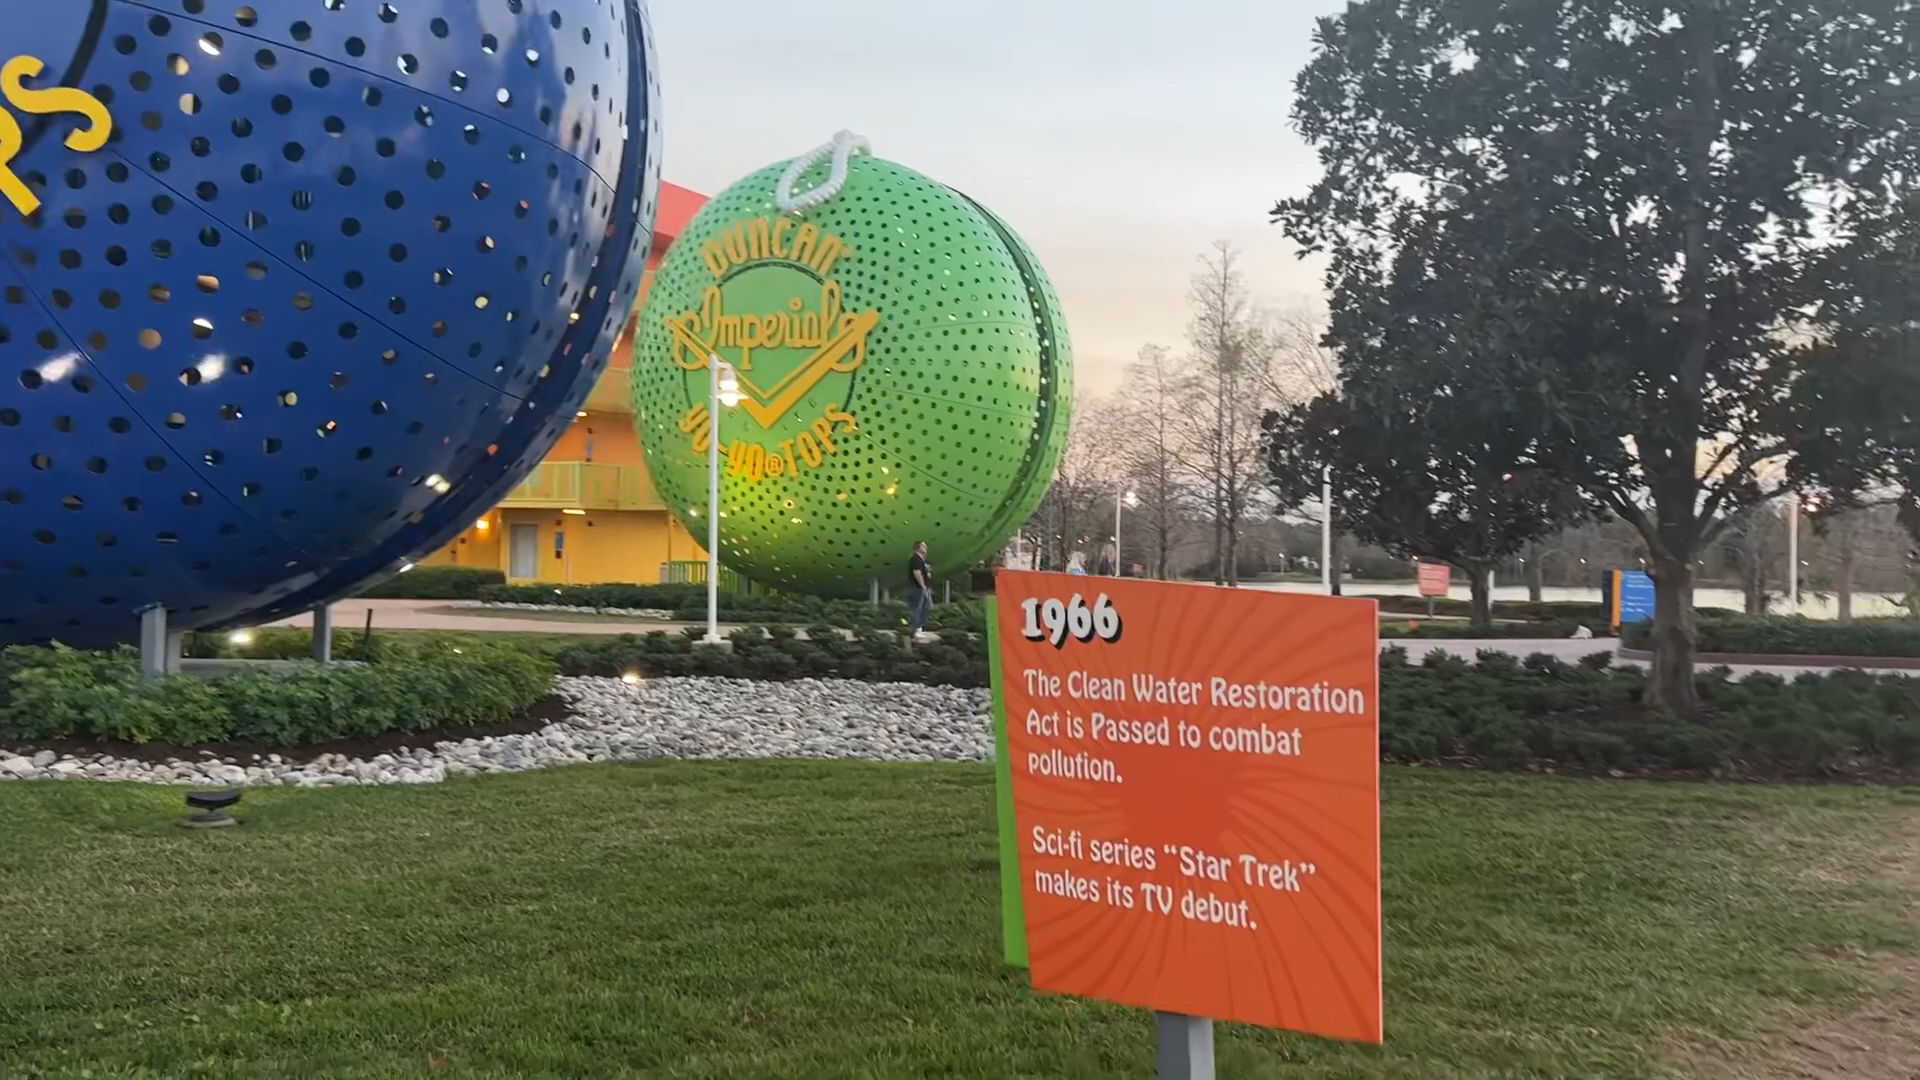 RS
DUNCAN®
Imperial
YO-YO® TOPS
1966
The Clean Water Restoration
Act is Passed to combat
pollution.
Sci-fi series “Star Trek”
makes its TV debut.